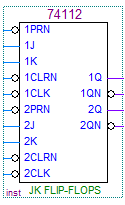 74112
1PRN
1J
1K
1CLRN 1Q
1CLK 1QN
2PRN 2Q
2J 2QN
2K
2CLRN
2CLK
inst JK FLIP-FLOPS